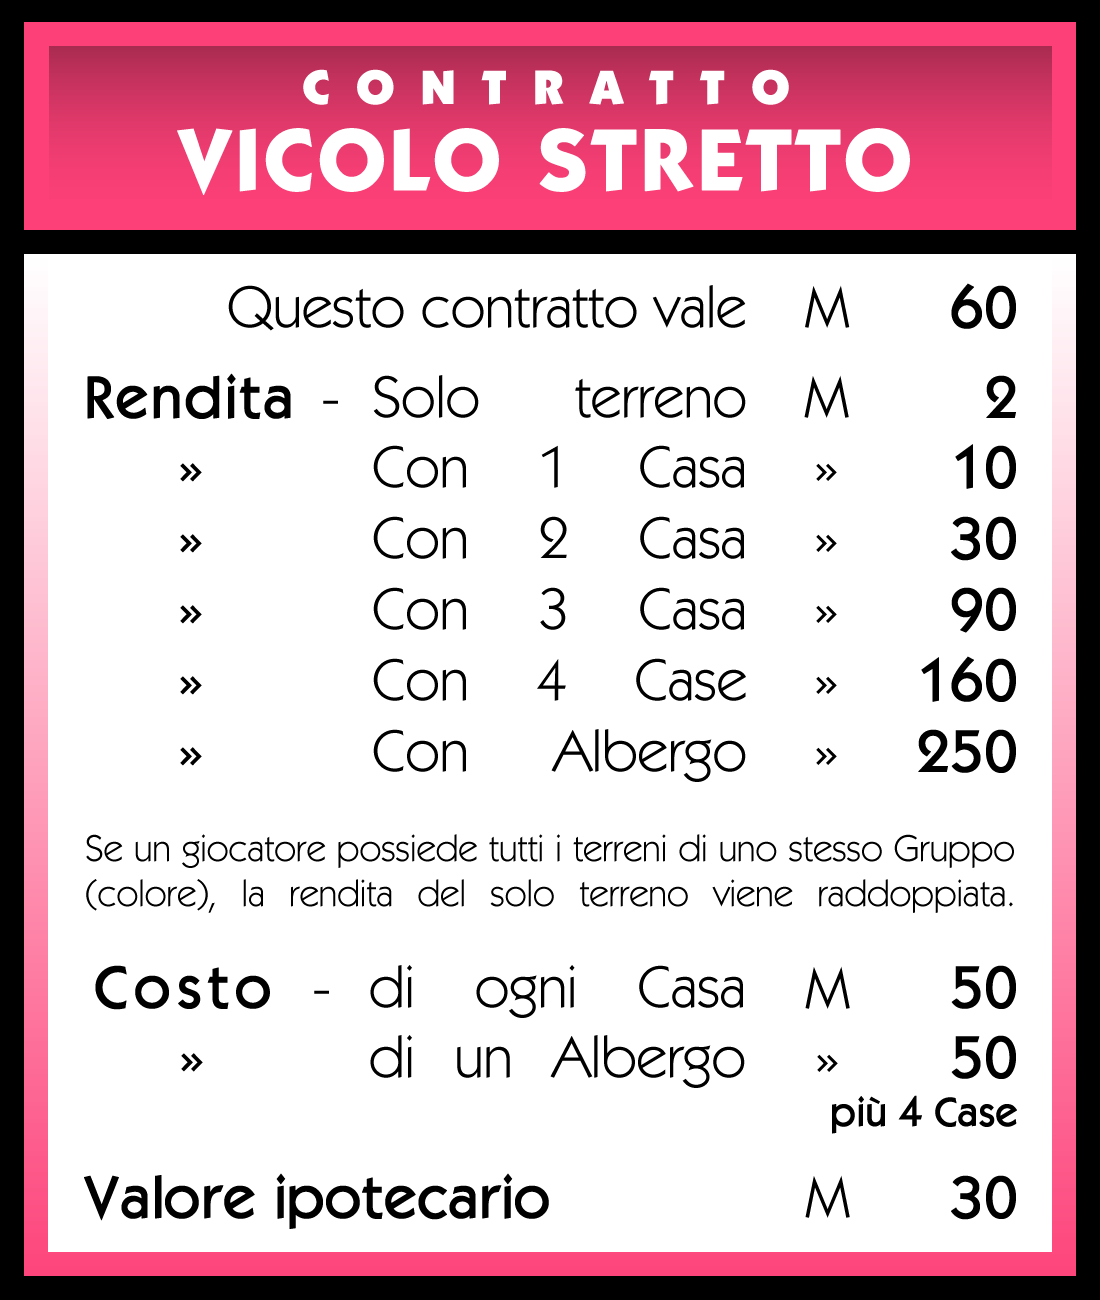 CONTRATTO
VICOLO STRETTO
Questo contratto vale M 60
Rendita - Solo terreno M 2
» Con 1 Casa » 10
» Con 2 Casa » 30
» Con 3 Casa » 90
» Con 4 Case » 160
» Con Albergo » 250
Se un giocatore possiede tutti i terreni di uno stesso Gruppo
(colore), la rendita del solo terreno viene raddoppiata.
Costo - di ogni Casa M 50
» di un Albergo » 50
più 4 Case
Valore ipotecario M 30